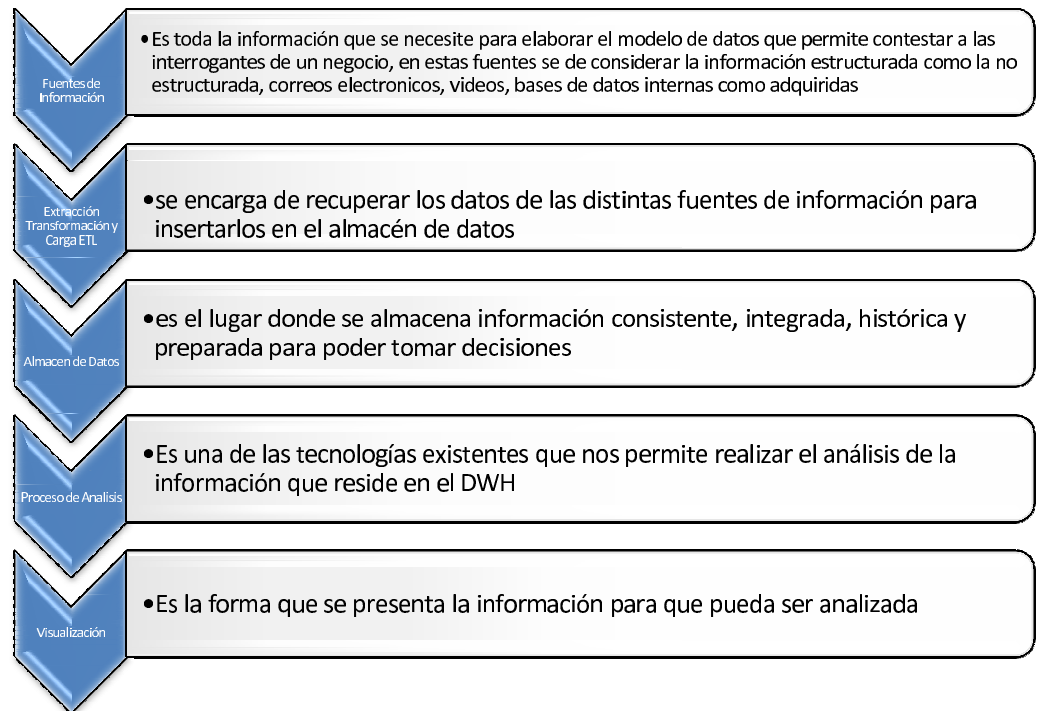 Fuentes de
Información
•Es toda la información que se necesite para elaborar el modelo de datos que permite contestar a las
interrogantes de un negocio, en estas fuentes se de considerar la información estructurada como la no
estructurada, correos electronicos, videos, bases de datos internas como adquiridas
Extracción
Transformación y
Carga ETL
•se encarga de recuperar los datos de las distintas fuentes de información para
insertarlos en el almacén de datos
Almacen de Datos
•es el lugar donde se almacena información consistente, integrada, histórica y
preparada para poder tomar decisiones
Proceso de Analisis
•Es una de las tecnologías existentes que nos permite realizar el análisis de la
información que reside en el DWH
Visualización
•Es la forma que se presenta la información para que pueda ser analizada